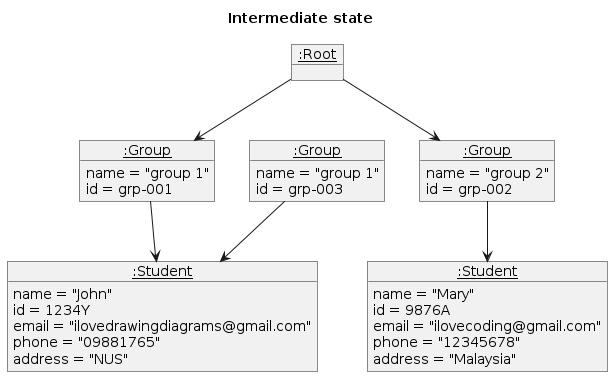 Intermediate state
:Root
:Group
name = "group 1"
id = grp-001
:Group
name = "group 1"
id = grp-003
:Group
name = "group 2"
id = grp-002
:Student
name = "John"
id = 1234Y
email = "ilovedrawingdiagrams@gmail.com"
phone = "09881765"
address = "NUS"
:Student
name = "Mary"
id = 9876A
email = "ilovecoding@gmail.com"
phone = "12345678"
address = "Malaysia"